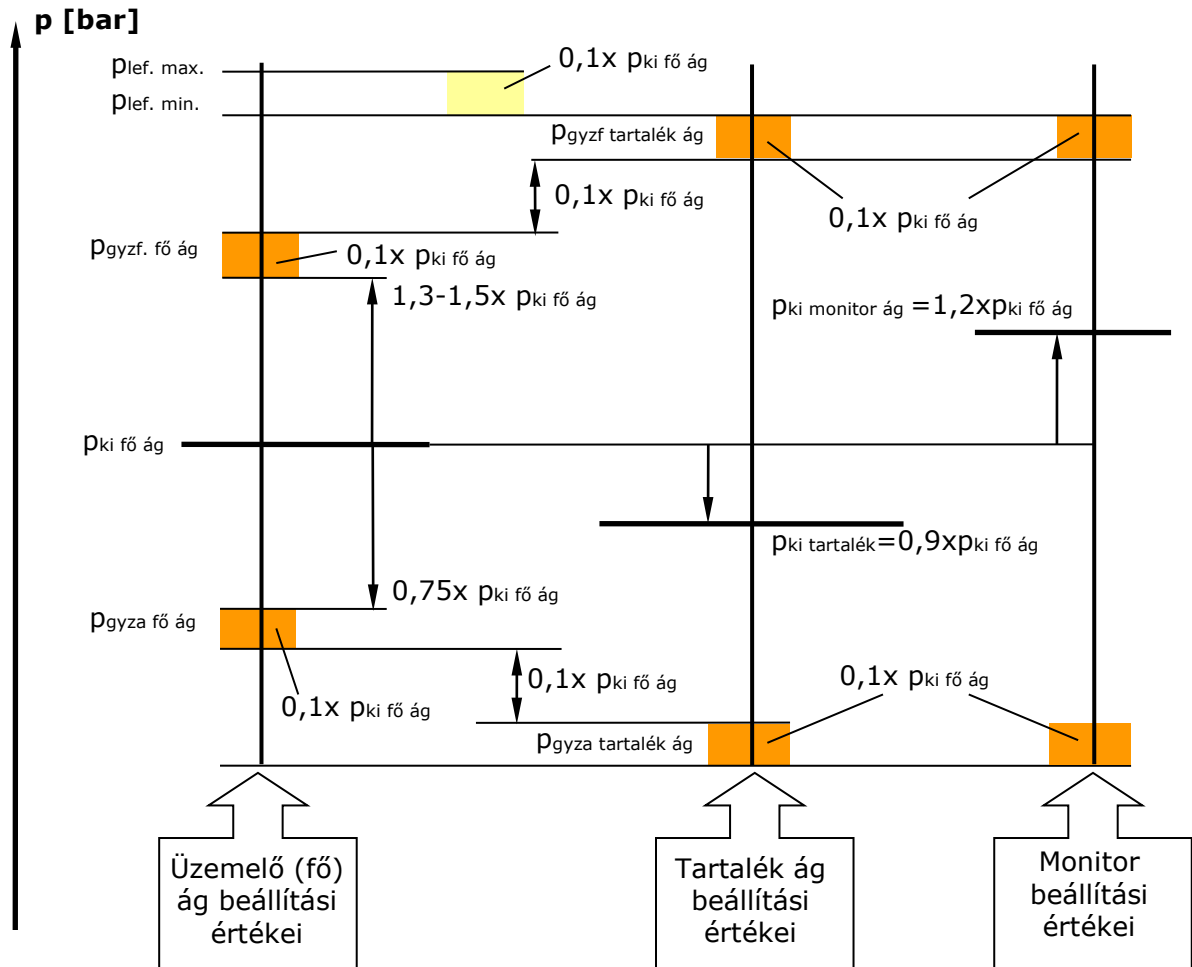 p [bar]
plef. max.
0,1x pki fő ág
plef. min.
pgyzf tartalék ág
0,1x pki fő ág
0,1x pki fő ág
pgyzf. fő ág
0,1x pki fő ág
1,3-1,5x pki fő ág
pki monitor ág =1,2xpki fő ág
pki fő ág
pki tartalék=0,9xpki fő ág
0,75x pki fő ág
pgyza fő ág
0,1x pki fő ág
0,1x pki fő ág
0,1x pki fő ág
pgyza tartalék ág
Üzemelő (fő)
ág beállítási
értékei
Tartalék ág
beállítási
értékei
Monitor
beállítási
értékei